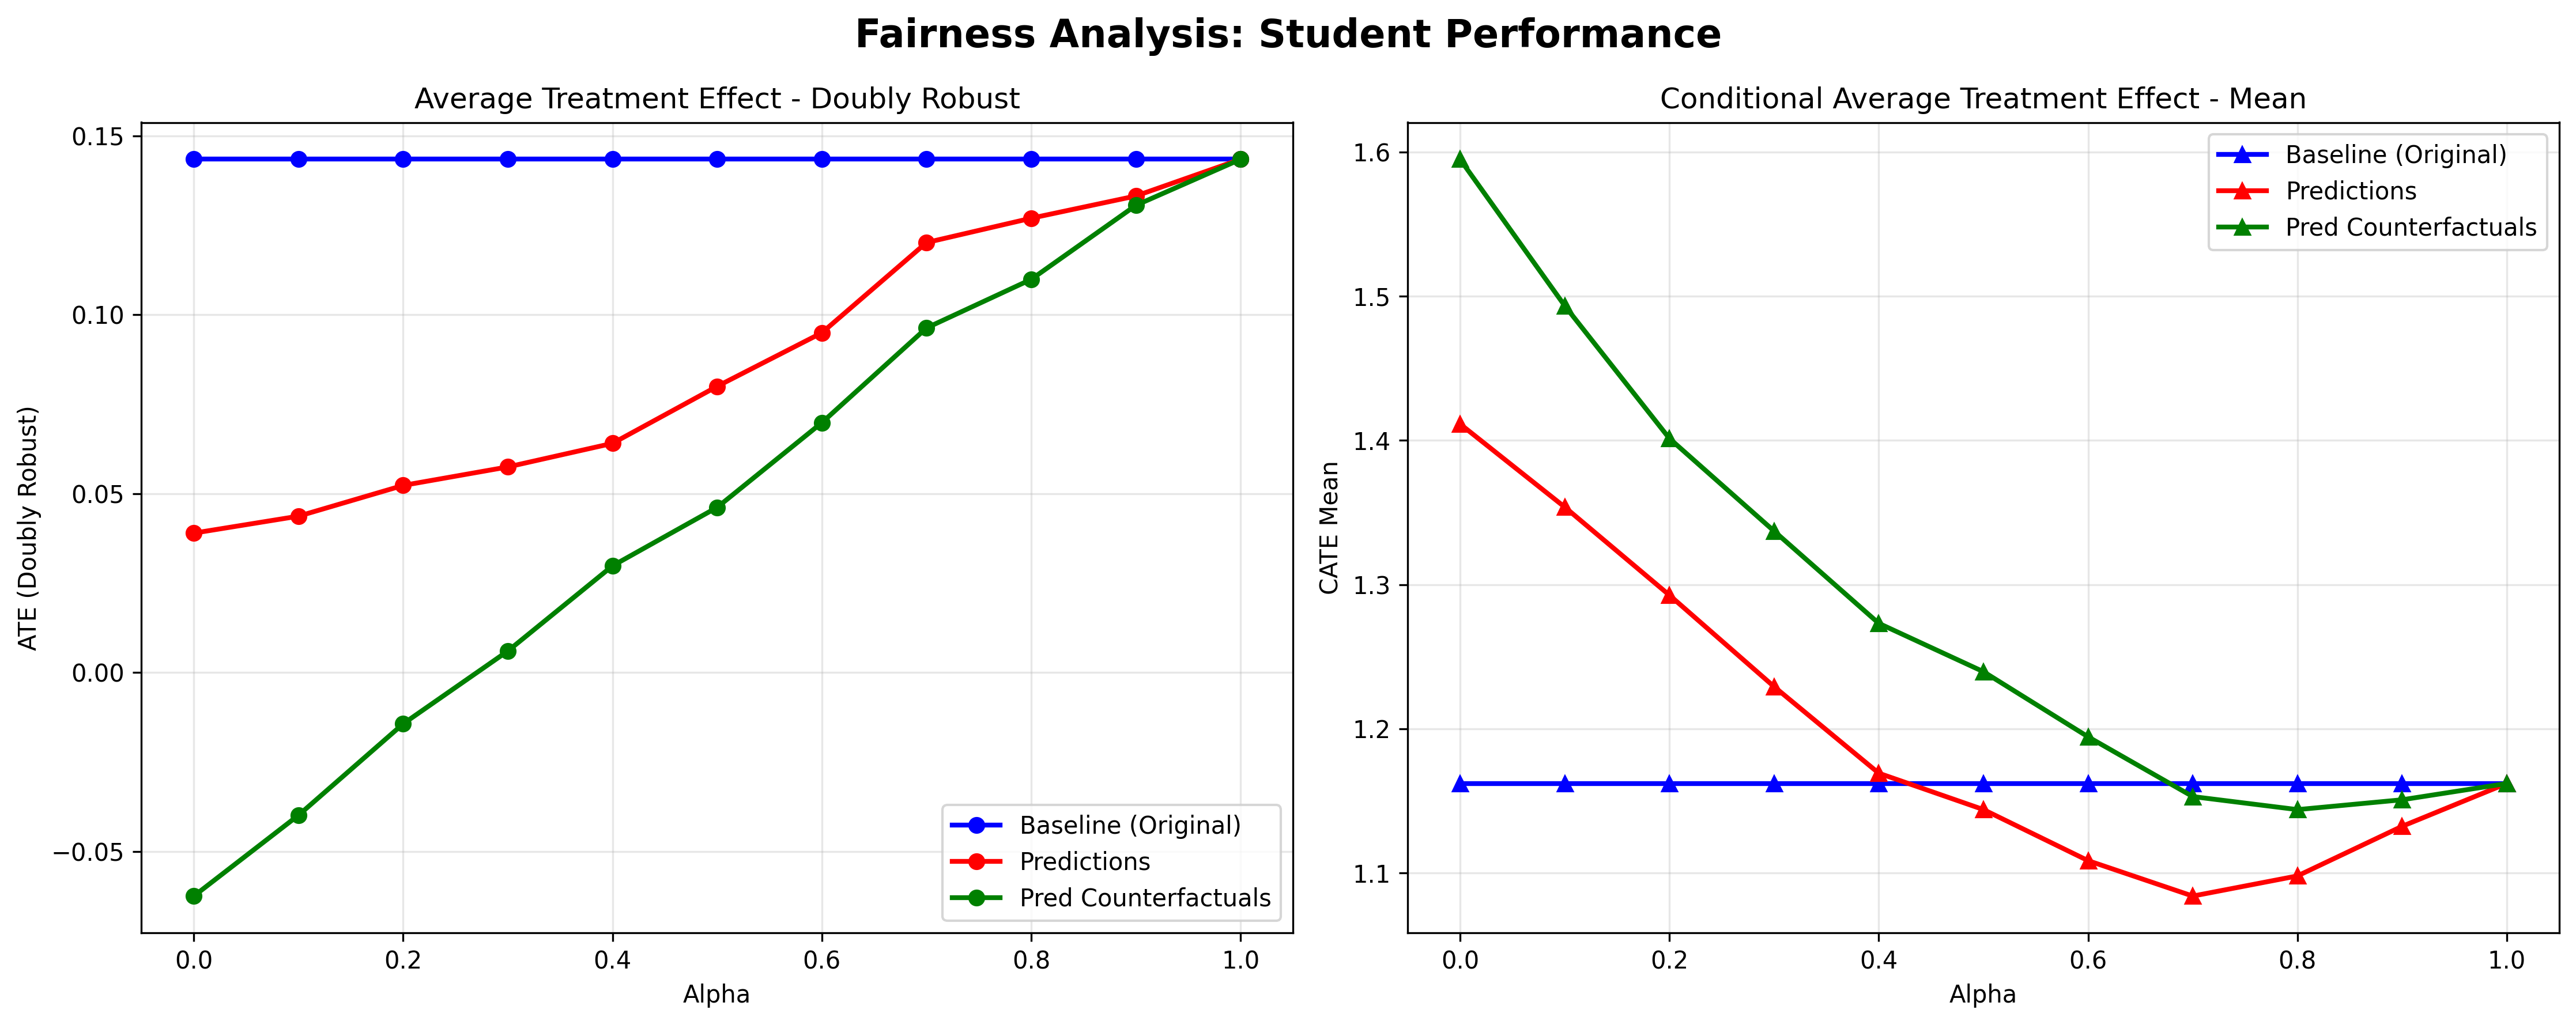 Fairness Analysis: Student Performance
Average Treatment Effect - Doubly Robust
ATE (Doubly Robust)
0.15
0.10
0.05
0.00
−0.05
0.0 0.2 0.4 0.6 0.8 1.0
Alpha
Baseline (Original)
Predictions
Pred Counterfactuals
Conditional Average Treatment Effect - Mean
CATE Mean
1.6
1.5
1.4
1.3
1.2
1.1
0.0 0.2 0.4 0.6 0.8 1.0
Alpha
Baseline (Original)
Predictions
Pred Counterfactuals